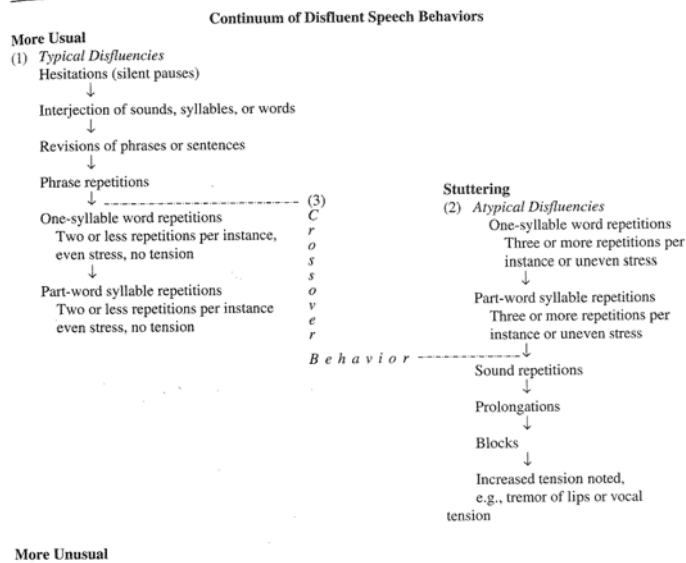 Continuum of Disfluent Speech Behaviors
More Usual
(1) Typical Disfluencies
Hesitations (silent pauses)
Interjection of sounds, syllables, or words
Revisions of phrases or sentences
Phrase repetitions
One-syllable word repetitions
Two or less repetitions per instance,
even stress, no tension
Part-word syllable repetitions
Two or less repetitions per instance
even stress, no tension
(3)
Crossover
Behavior
Stuttering
(2) Atypical Disfluencies
One-syllable word repetitions
Three or more repetitions per
instance or uneven stress
Part-word syllable repetitions
Three or more repetitions per
instance or uneven stress
Sound repetitions
Prolongations
Blocks
Increased tension noted,
e.g., tremor of lips or vocal
tension
More Unusual